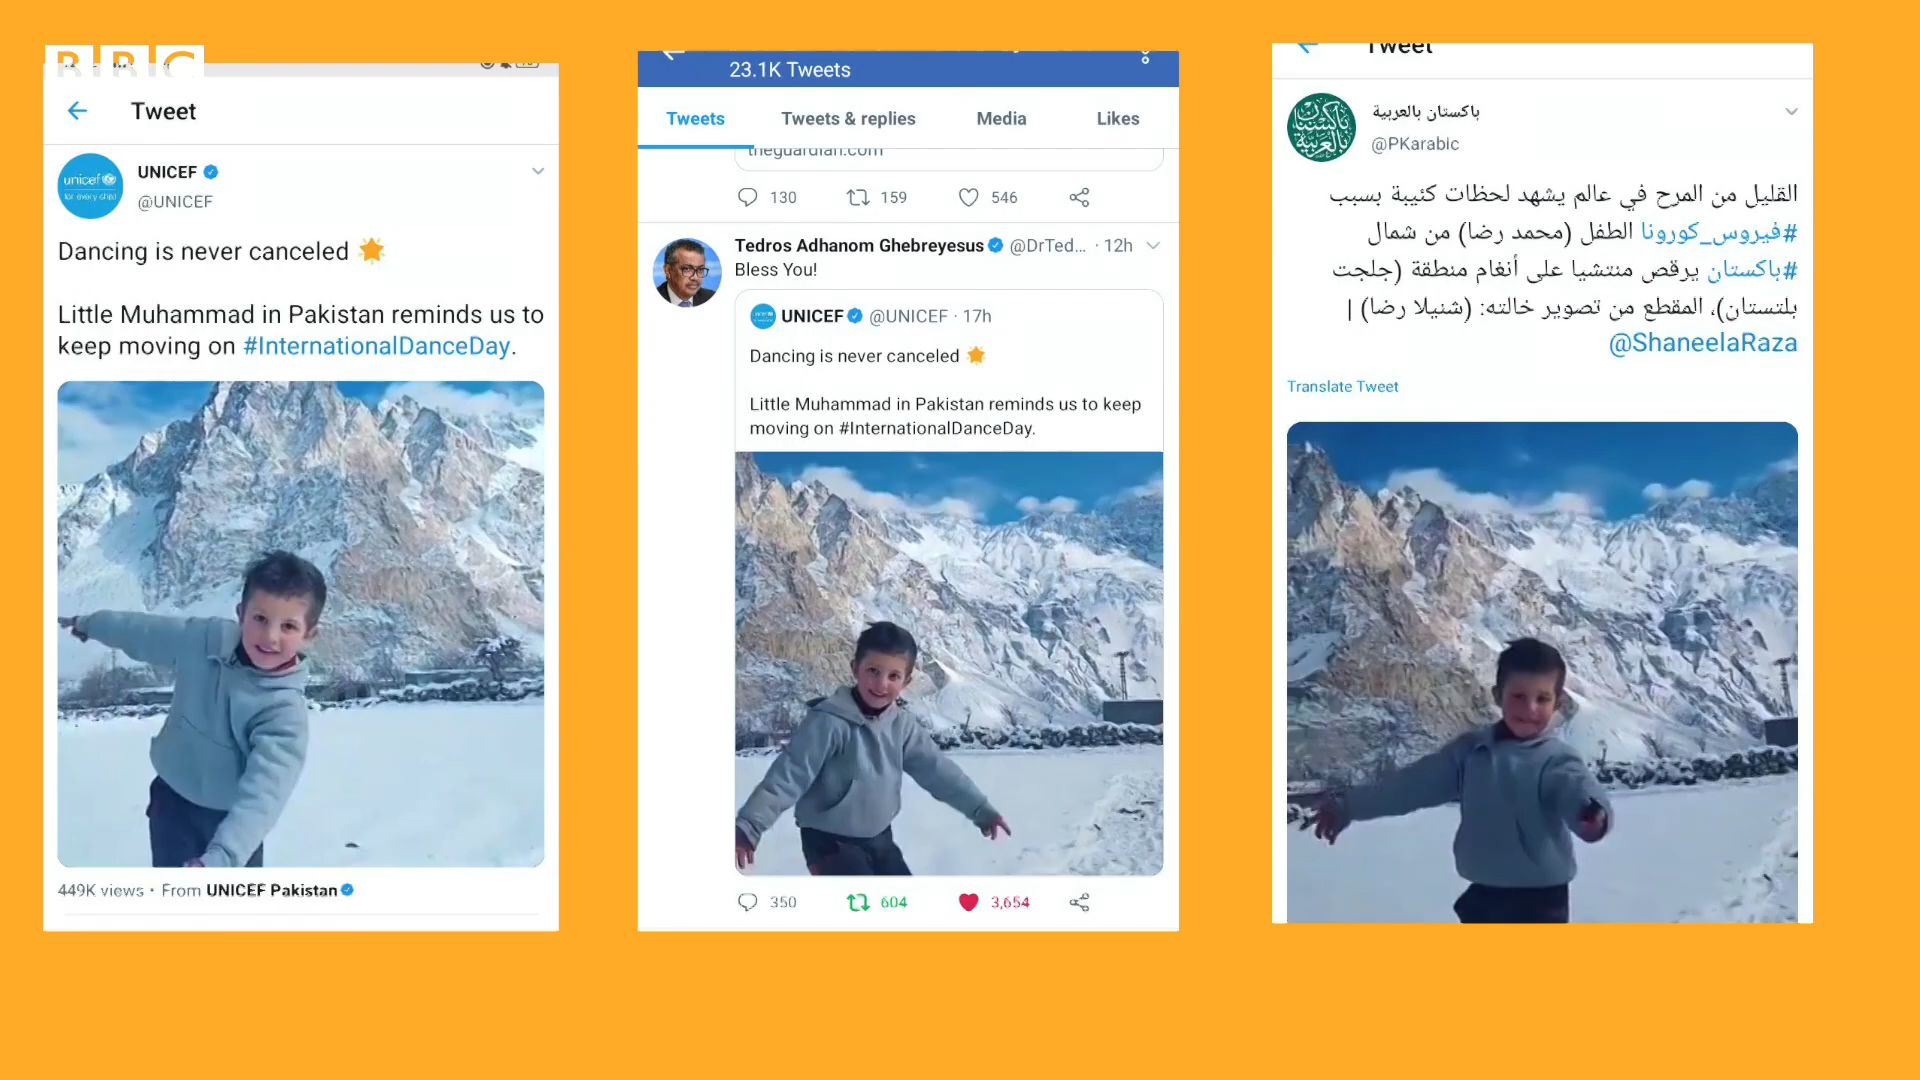 BBC
Tweet
UNICEF
@UNICEF
Dancing is never canceled
Little Muhammad in Pakistan reminds us to
keep moving on #InternationalDanceDay.
449K views · From UNICEF Pakistan
23.1K Tweets
Tweets Tweets & replies Media Likes
theguardian.com
130 159 546
Tedros Adhanom Ghebreyesus @DrTed... · 12h
Bless You!
UNICEF @UNICEF · 17h
Dancing is never canceled
Little Muhammad in Pakistan reminds us to keep
moving on #InternationalDanceDay.
350 604 3,654
Tweet
باكستان بالعربية
@PKarabic
القليل من المرح في عالم يشهد لحظات كئيبة بسبب
#فيروس_كورونا الطفل (محمد رضا) من شمال
#باكستان يرقص منتشيا على أنغام منطقة (جلجت
بلتستان)، المقطع من تصوير خالته: (شنيلا رضا) |
@ShaneelaRaza
Translate Tweet